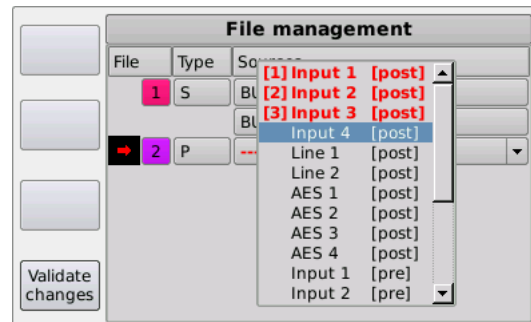 File management
File Type Sources
1 S BU
BU
2 P ---
[1] Input 1 [post]
[2] Input 2 [post]
[3] Input 3 [post]
Input 4 [post]
Line 1 [post]
Line 2 [post]
AES 1 [post]
AES 2 [post]
AES 3 [post]
AES 4 [post]
Input 1 [pre]
Input 2 [pre]
Validate
changes